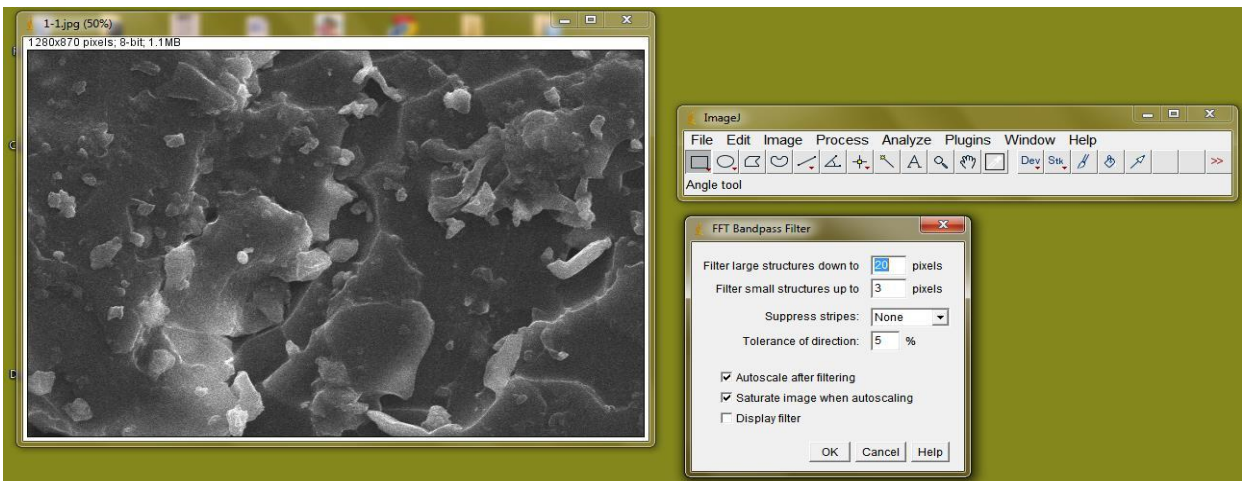 1-1.jpg (50%)
1280x870 pixels; 8-bit; 1.1MB
ImageJ
File Edit Image Process Analyze Plugins Window Help
A Dev Stk >>
Angle tool
FFT Bandpass Filter
Filter large structures down to 20 pixels
Filter small structures up to 3 pixels
Suppress stripes: None
Tolerance of direction: 5 %
Autoscale after filtering
Saturate image when autoscaling
Display filter
OK Cancel Help